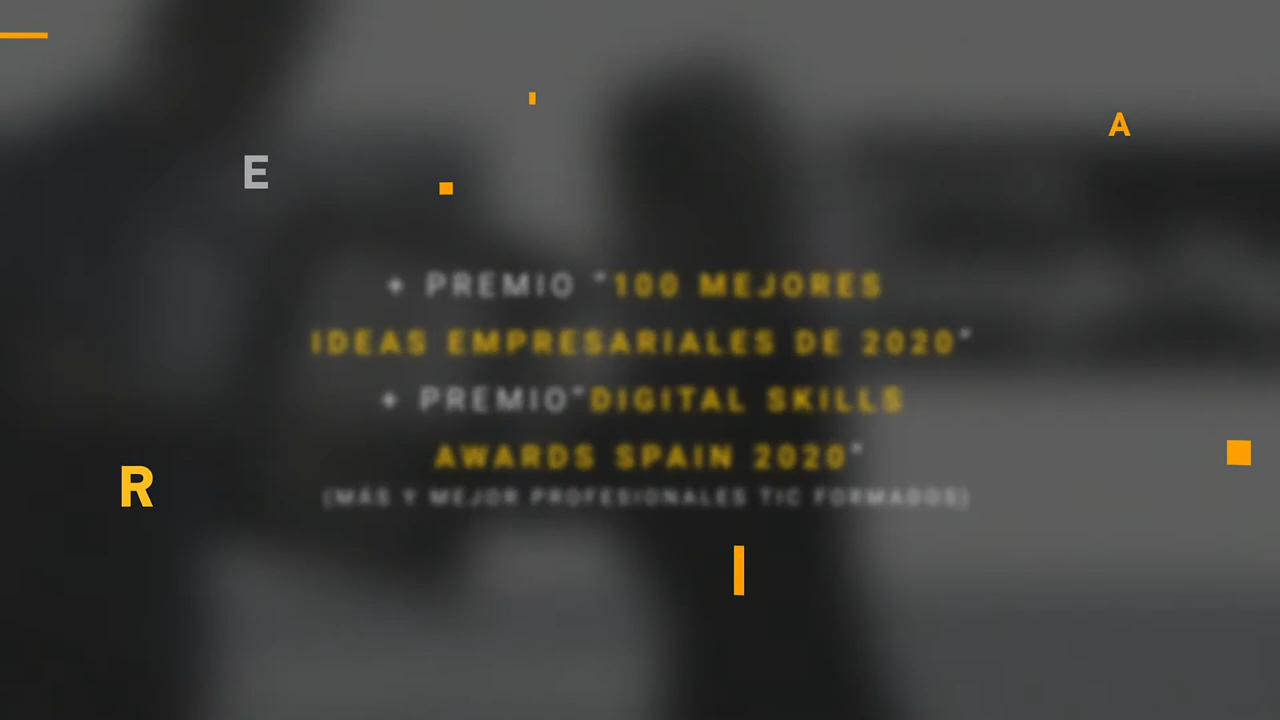 A
E
+ PREMIO "100 MEJORES
IDEAS EMPRESARIALES DE 2020"
+ PREMIO"DIGITAL SKILLS
AWARDS SPAIN 2020"
(MÁS Y MEJOR PROFESIONALES TIC FORMADOS)
R